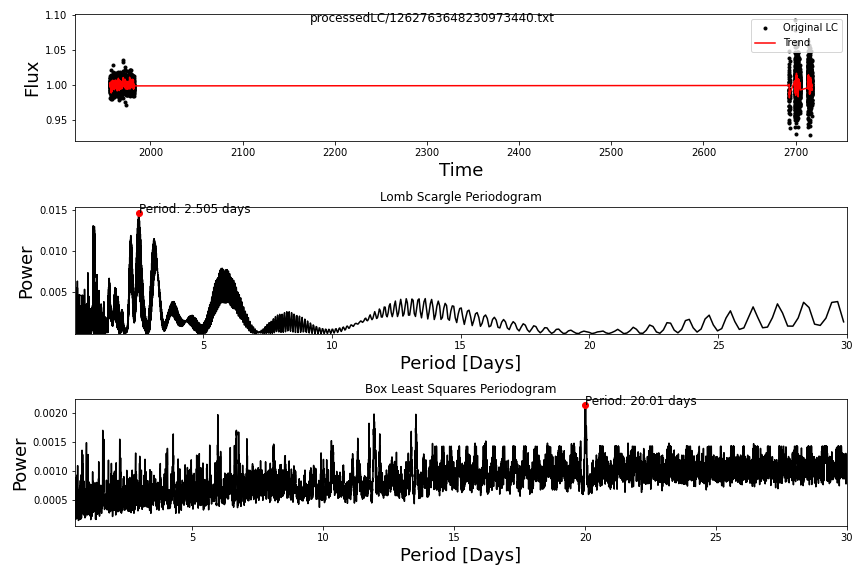 processedLC/1262763648230973440.txt
Original LC
Trend
Flux
1.10
1.05
1.00
0.95
2000 2100 2200 2300 2400 2500 2600 2700
Time
Lomb Scargle Periodogram
Period: 2.505 days
Power
0.015
0.010
0.005
5 10 15 20 25 30
Period [Days]
Box Least Squares Periodogram
Period: 20.01 days
Power
0.0020
0.0015
0.0010
0.0005
5 10 15 20 25 30
Period [Days]